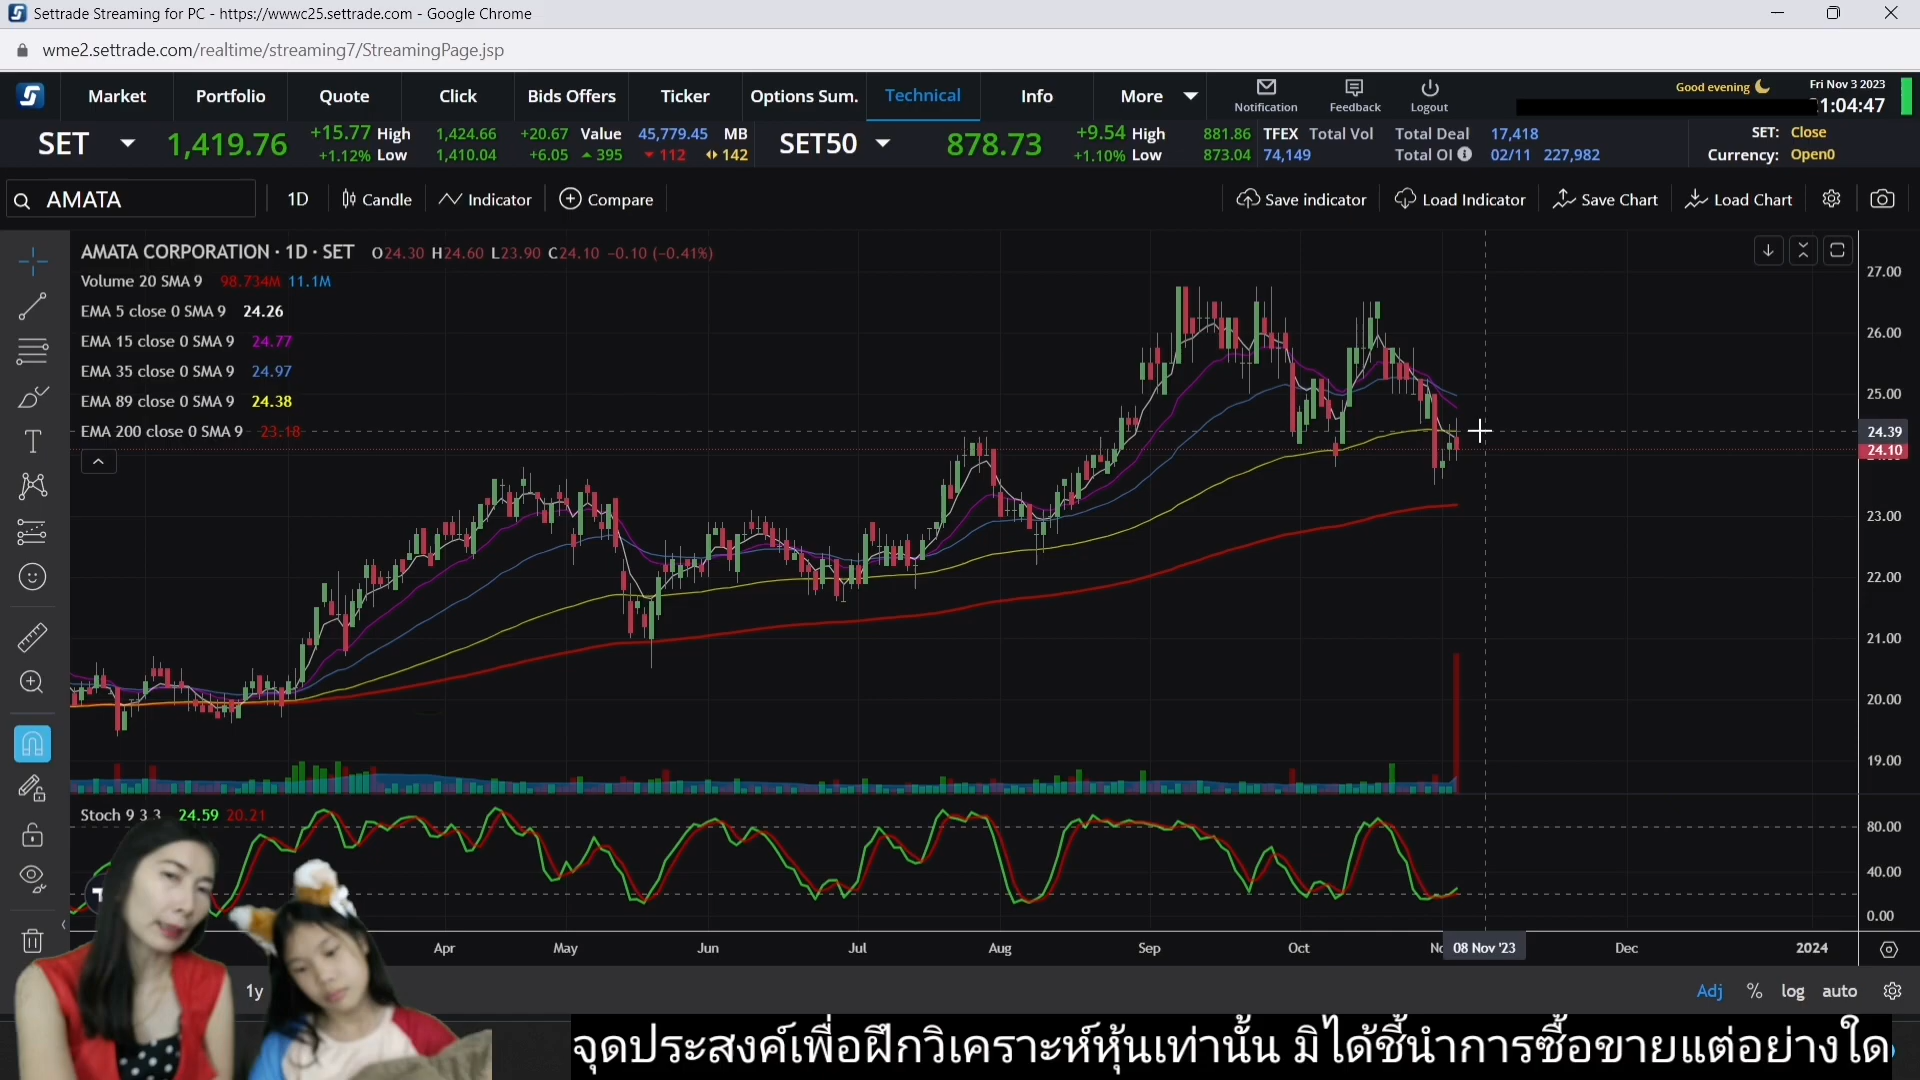 Settrade Streaming for PC - https://wwwc25.settrade.com - Google Chrome
wme2.settrade.com/realtime/streaming7/StreamingPage.jsp
Market Portfolio Quote Click Bids Offers Ticker Options Sum. Technical Info More Notification Feedback Logout
Good evening Fri Nov 3 2023
1:04:47
SET 1,419.76 +15.77 High 1,424.66 +20.67 Value 45,779.45 MB SET50 878.73 +9.54 High 881.86 TFEX Total Vol Total Deal 17,418 SET: Close
+1.12% Low 1,410.04 +6.05 395 112 142 +1.10% Low 873.04 74,149 Total OI 02/11 227,982 Currency: Open0
AMATA 1D Candle Indicator Compare Save indicator Load Indicator Save Chart Load Chart
AMATA CORPORATION · 1D · SET O24.30 H24.60 L23.90 C24.10 −0.10 (−0.41%)
Volume 20 SMA 9 98.734M 11.1M
EMA 5 close 0 SMA 9 24.26
EMA 15 close 0 SMA 9 24.77
EMA 35 close 0 SMA 9 24.97
EMA 89 close 0 SMA 9 24.38
EMA 200 close 0 SMA 9 23.18
27.00
26.00
25.00
24.39
24.10
23.00
22.00
21.00
20.00
19.00
Stoch 9 3 3 24.59 20.21
80.00
40.00
0.00
Apr May Jun Jul Aug Sep Oct 08 Nov '23 Dec 2024
1y Adj % log auto
จุดประสงค์เพื่อฝึกวิเคราะห์หุ้นเท่านั้น มิได้ชี้นำการซื้อขายแต่อย่างใด